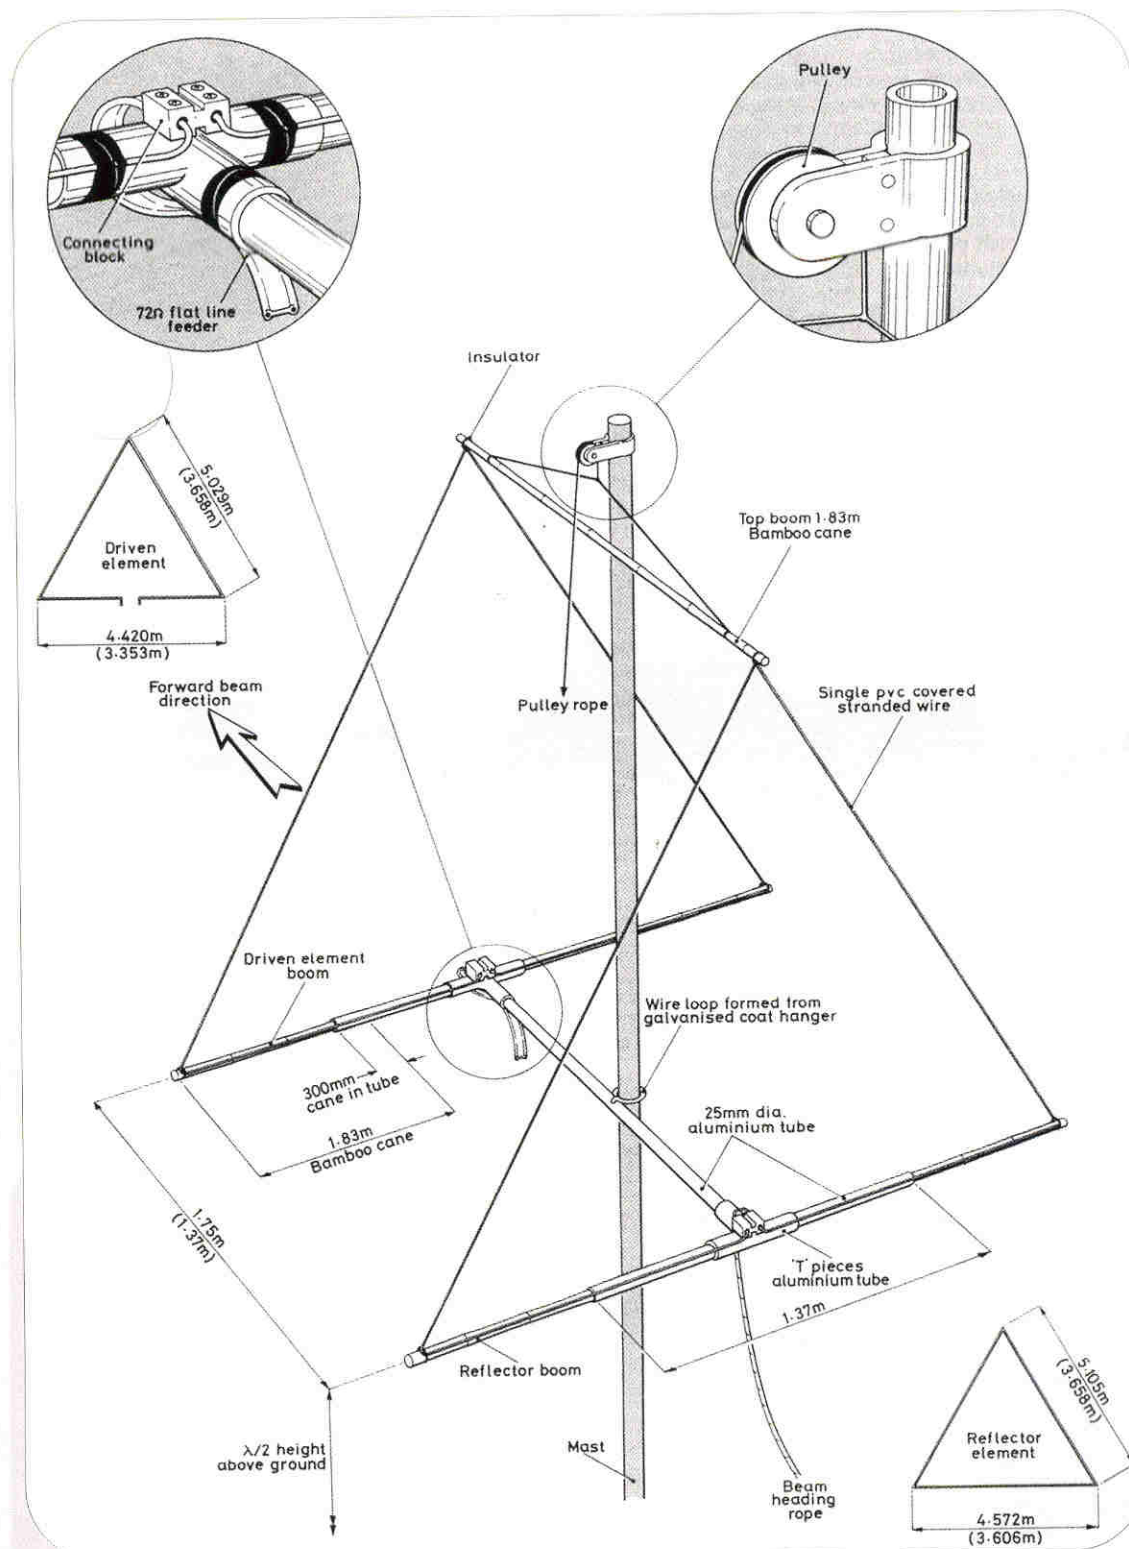 Pulley
Connecting
block
72Ω flat line
feeder
Insulator
5·029m
(3·658m)
Driven
element
4·420m
(3·353m)
Top boom 1·83m
Bamboo cane
Forward beam
direction
Pulley rope
Single pvc covered
stranded wire
Driven element
boom
Wire loop formed from
galvanised coat hanger
300mm
cane in tube
1·83m
Bamboo cane
25mm dia.
aluminium tube
1·75m
(1·37m)
'T' pieces
aluminium tube
1·37m
Reflector boom
5·105m
(3·658m)
λ/2 height
above ground
Mast
Reflector
element
Beam
heading
rope
4·572m
(3·606m)